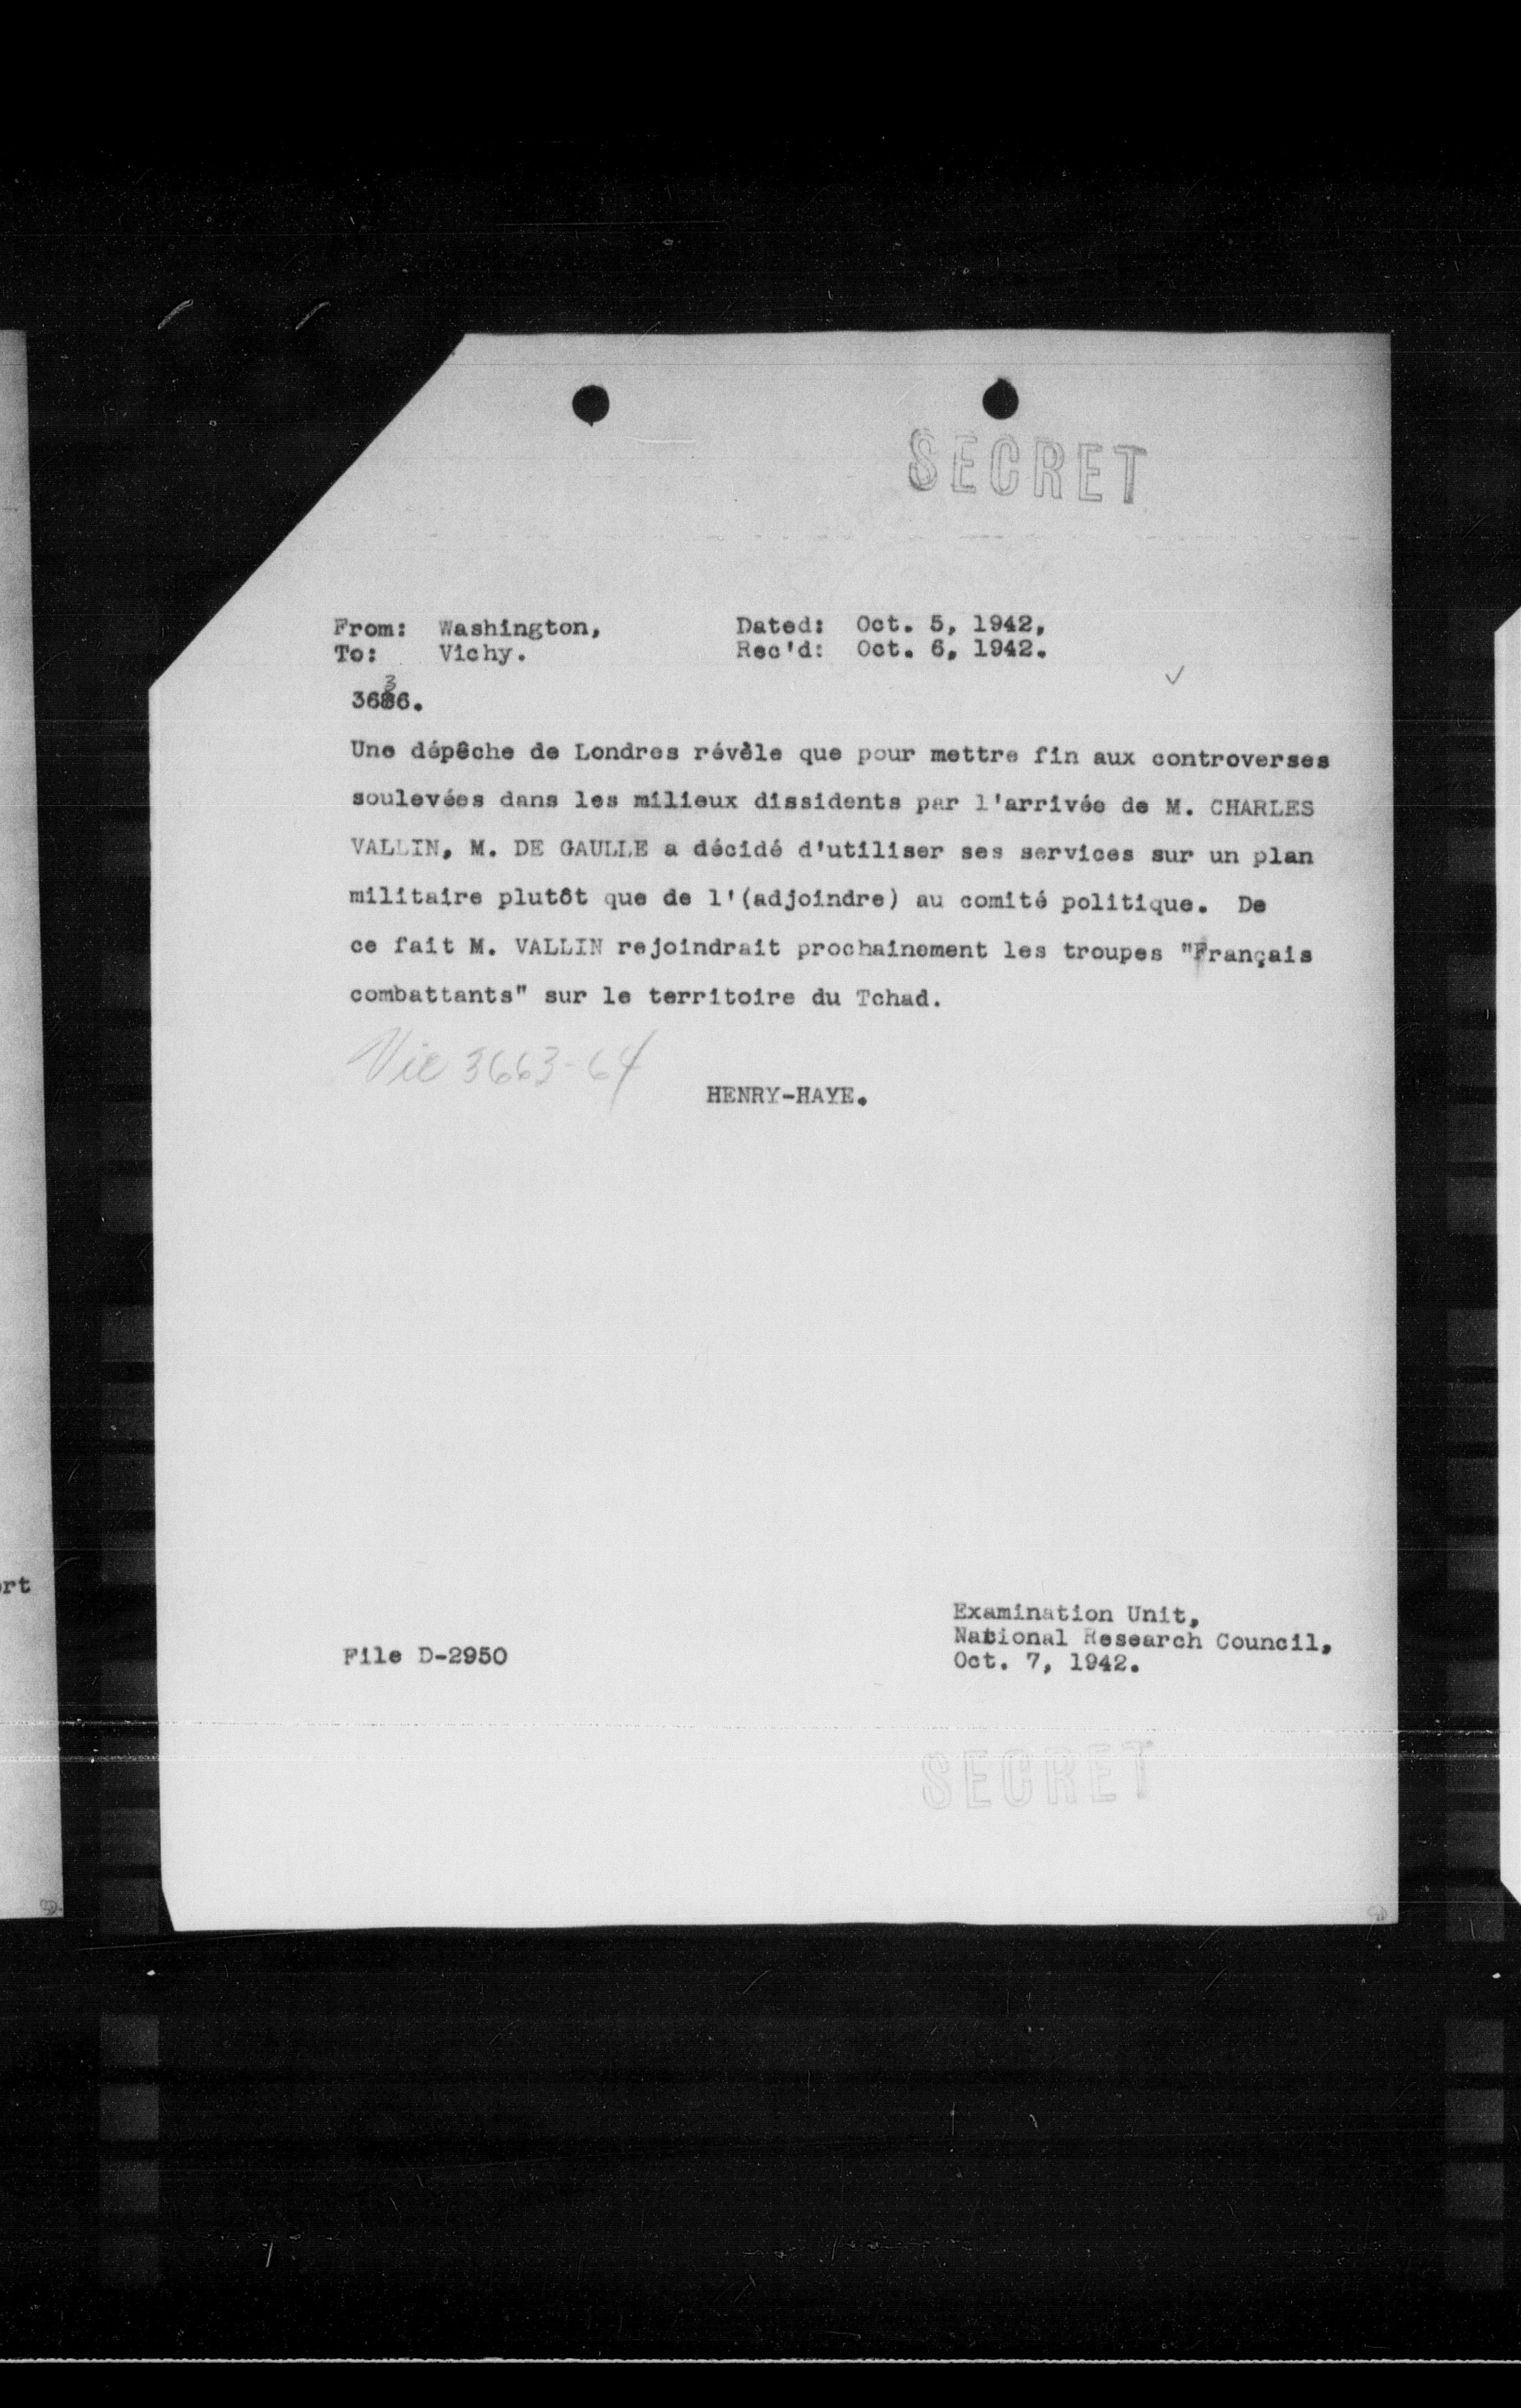 SECRET
From: Washington,
To: Vichy.
Dated: Oct. 5, 1942,
Rec'd: Oct. 6, 1942.
3
3686.
Une dépêche de Londres révèle que pour mettre fin aux controverses
soulevées dans les milieux dissidents par l'arrivée de M. CHARLES
VALLIN, M. DE GAULLE a décidé d'utiliser ses services sur un plan
militaire plutôt que de l'(adjoindre) au comité politique. De
ce fait M. VALLIN rejoindrait prochainement les troupes "Français
combattants" sur le territoire du Tchad.
Vic 3663-64
HENRY-HAYE.
ort
File D-2950
Examination Unit,
National Research Council,
Oct. 7, 1942.
SECRET